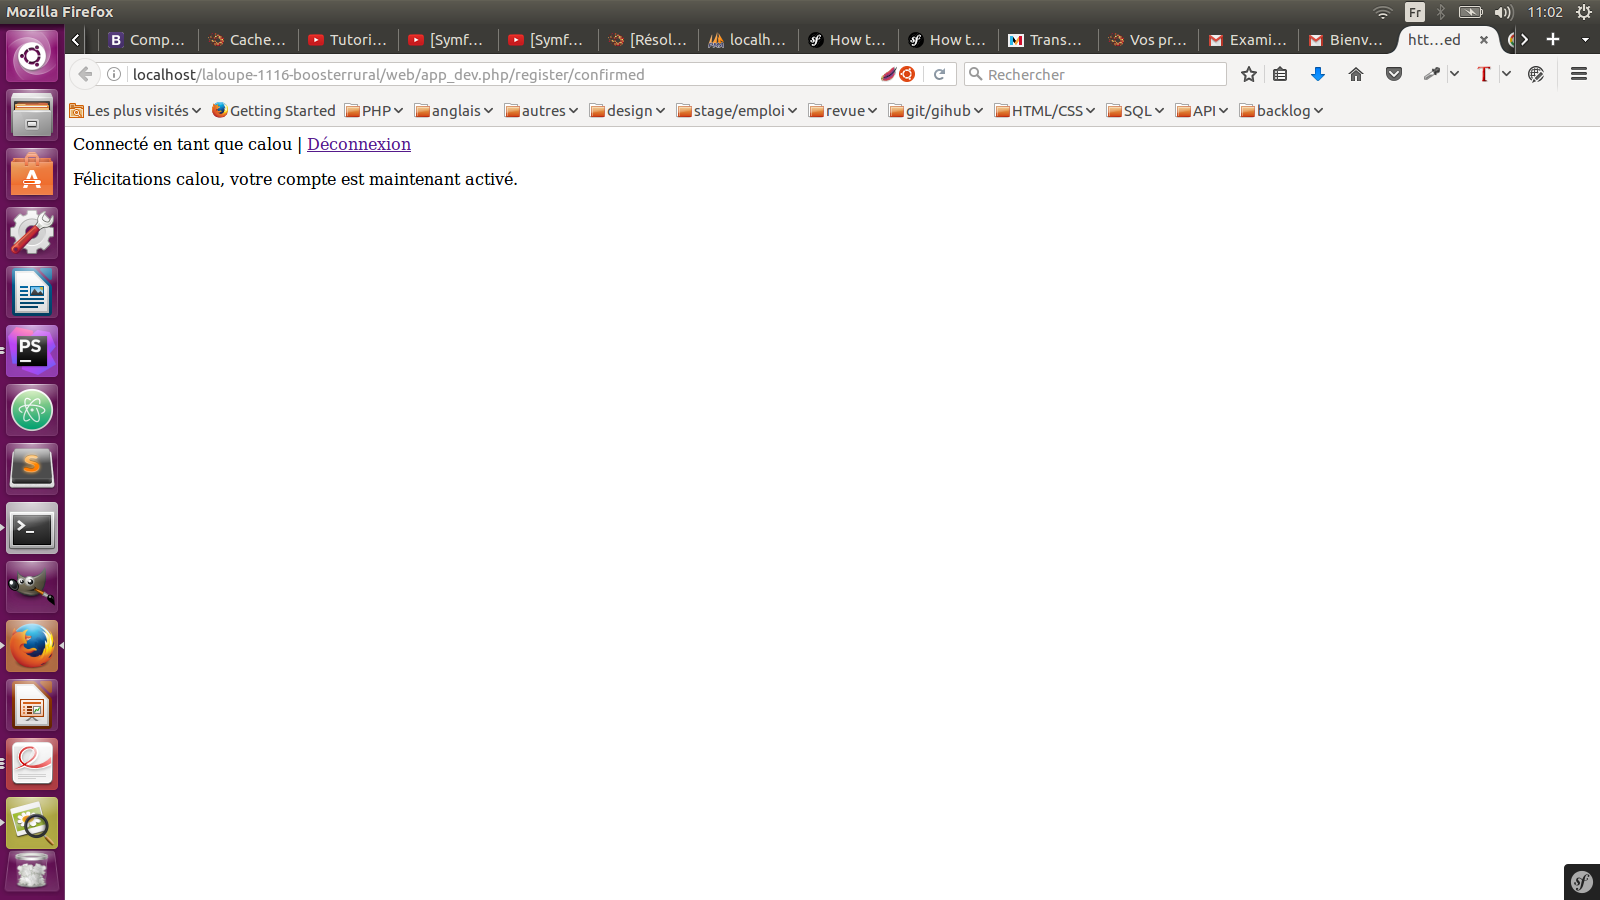 Mozilla Firefox
Fr
11:02
Comp...
Cache...
Tutori...
[Symf...
[Symf...
[Résol...
localh...
How t...
How t...
Trans...
Vos pr...
Exami...
Bienv...
htt...ed
localhost/laloupe-1116-boosterrural/web/app_dev.php/register/confirmed
Rechercher
Les plus visités
Getting Started
PHP
anglais
autres
design
stage/emploi
revue
git/gihub
HTML/CSS
SQL
API
backlog
Connecté en tant que calou | Déconnexion
Félicitations calou, votre compte est maintenant activé.
PS
S
sf